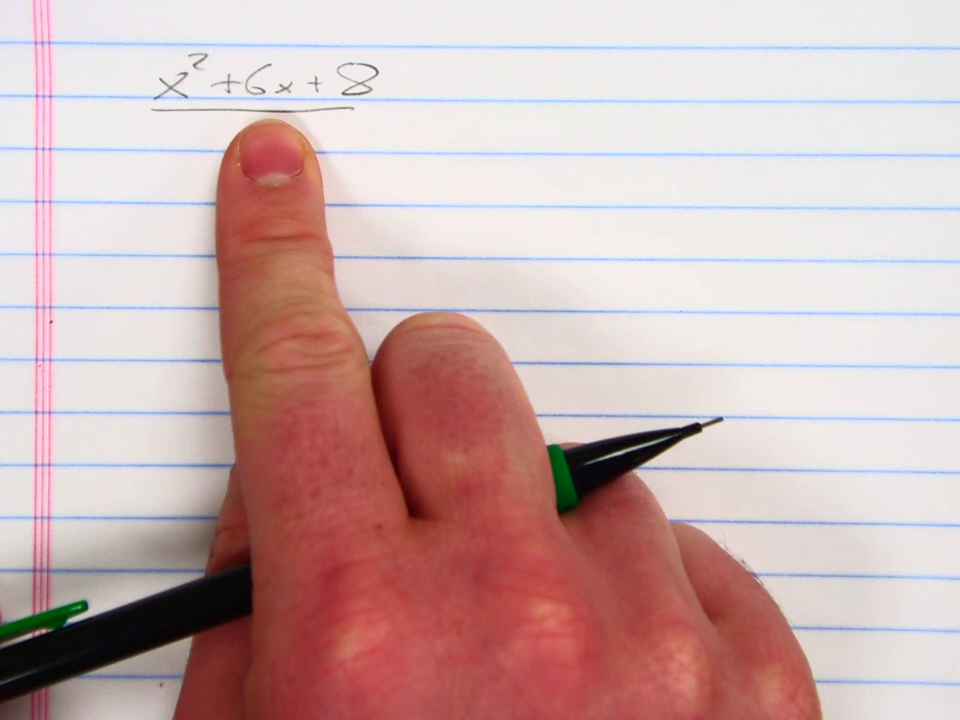 x² + 6x + 8